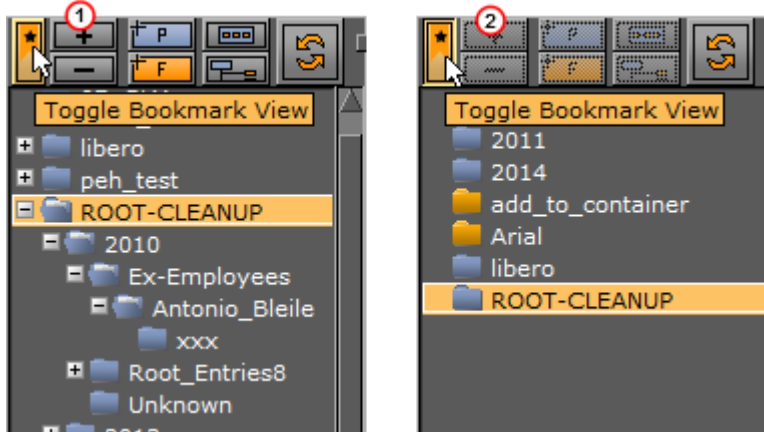 1
P
F
Toggle Bookmark View
libero
peh_test
ROOT-CLEANUP
2010
Ex-Employees
Antonio_Bleile
xxx
Root_Entries8
Unknown
2
P
F
Toggle Bookmark View
2011
2014
add_to_container
Arial
libero
ROOT-CLEANUP